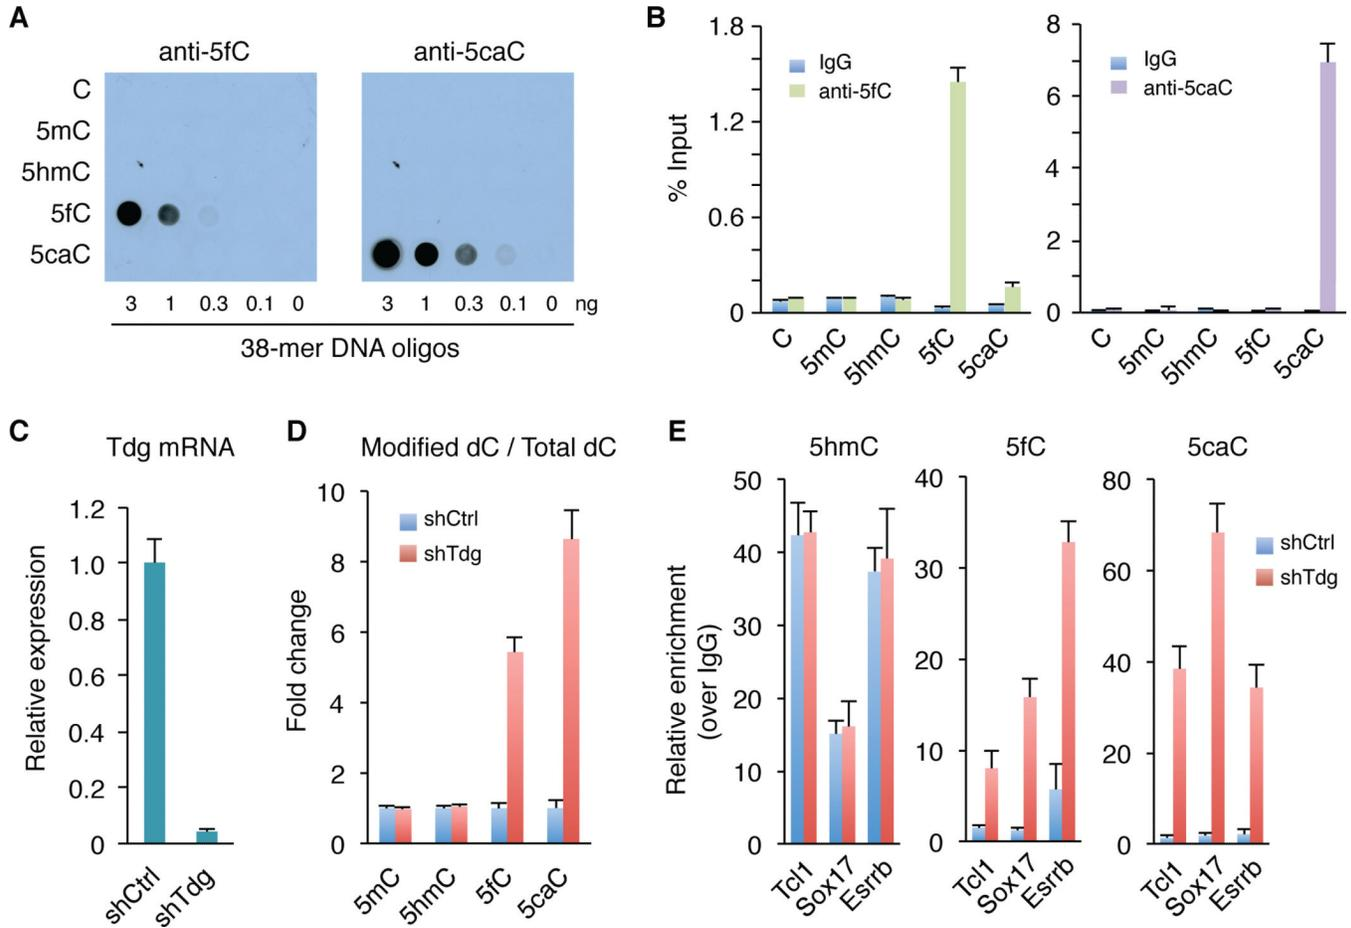 A
anti-5fC
anti-5caC
C
5mC
5hmC
5fC
5caC
3 1 0.3 0.1 0
3 1 0.3 0.1 0 ng
38-mer DNA oligos
B
% Input
1.8
1.2
0.6
0
IgG
anti-5fC
C
5mC
5hmC
5fC
5caC
8
6
4
2
0
IgG
anti-5caC
C
5mC
5hmC
5fC
5caC
C
Tdg mRNA
Relative expression
1.2
1.0
0.8
0.6
0.4
0.2
0
shCtrl
shTdg
D
Modified dC / Total dC
Fold change
10
8
6
4
2
0
shCtrl
shTdg
5mC
5hmC
5fC
5caC
E
Relative enrichment
(over IgG)
5hmC
50
40
30
20
10
0
Tcl1
Sox17
Esrrb
5fC
40
30
20
10
0
Tcl1
Sox17
Esrrb
5caC
80
60
40
20
0
Tcl1
Sox17
Esrrb
shCtrl
shTdg